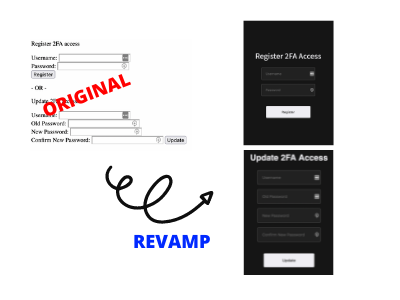 Register 2FA access
Username:
Password:
Register
- OR -
Update 2FA access
Username:
Old Password:
New Password:
Confirm New Password:
Update
ORIGINAL
REVAMP
Register 2FA Access
Username
Password
Register
Update 2FA Access
Username
Old Password
New Password
Confirm New Password
Update